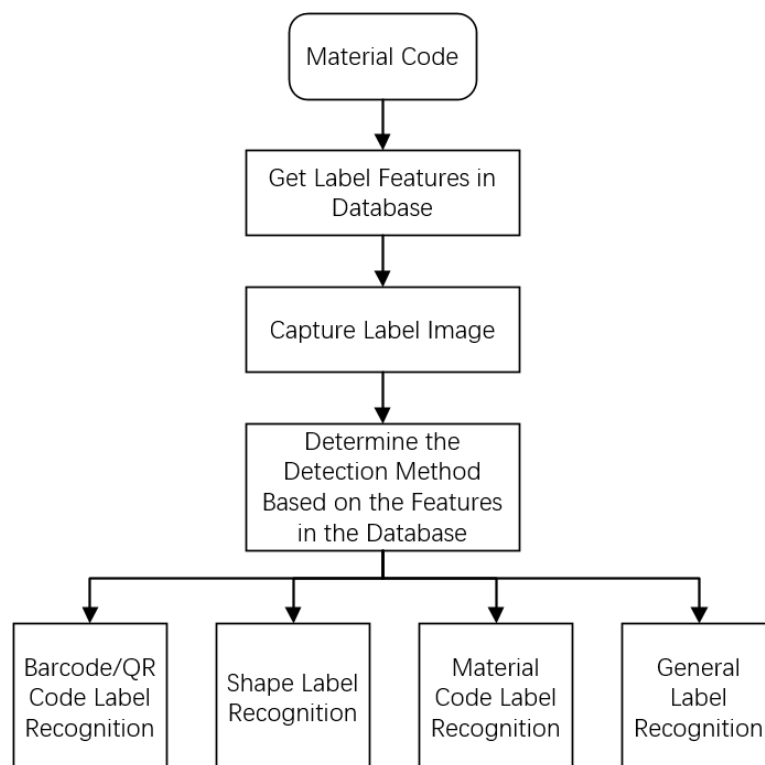 Material Code
Get Label Features in
Database
Capture Label Image
Determine the
Detection Method
Based on the Features
in the Database
Barcode/QR
Code Label
Recognition
Shape Label
Recognition
Material
Code Label
Recognition
General
Label
Recognition